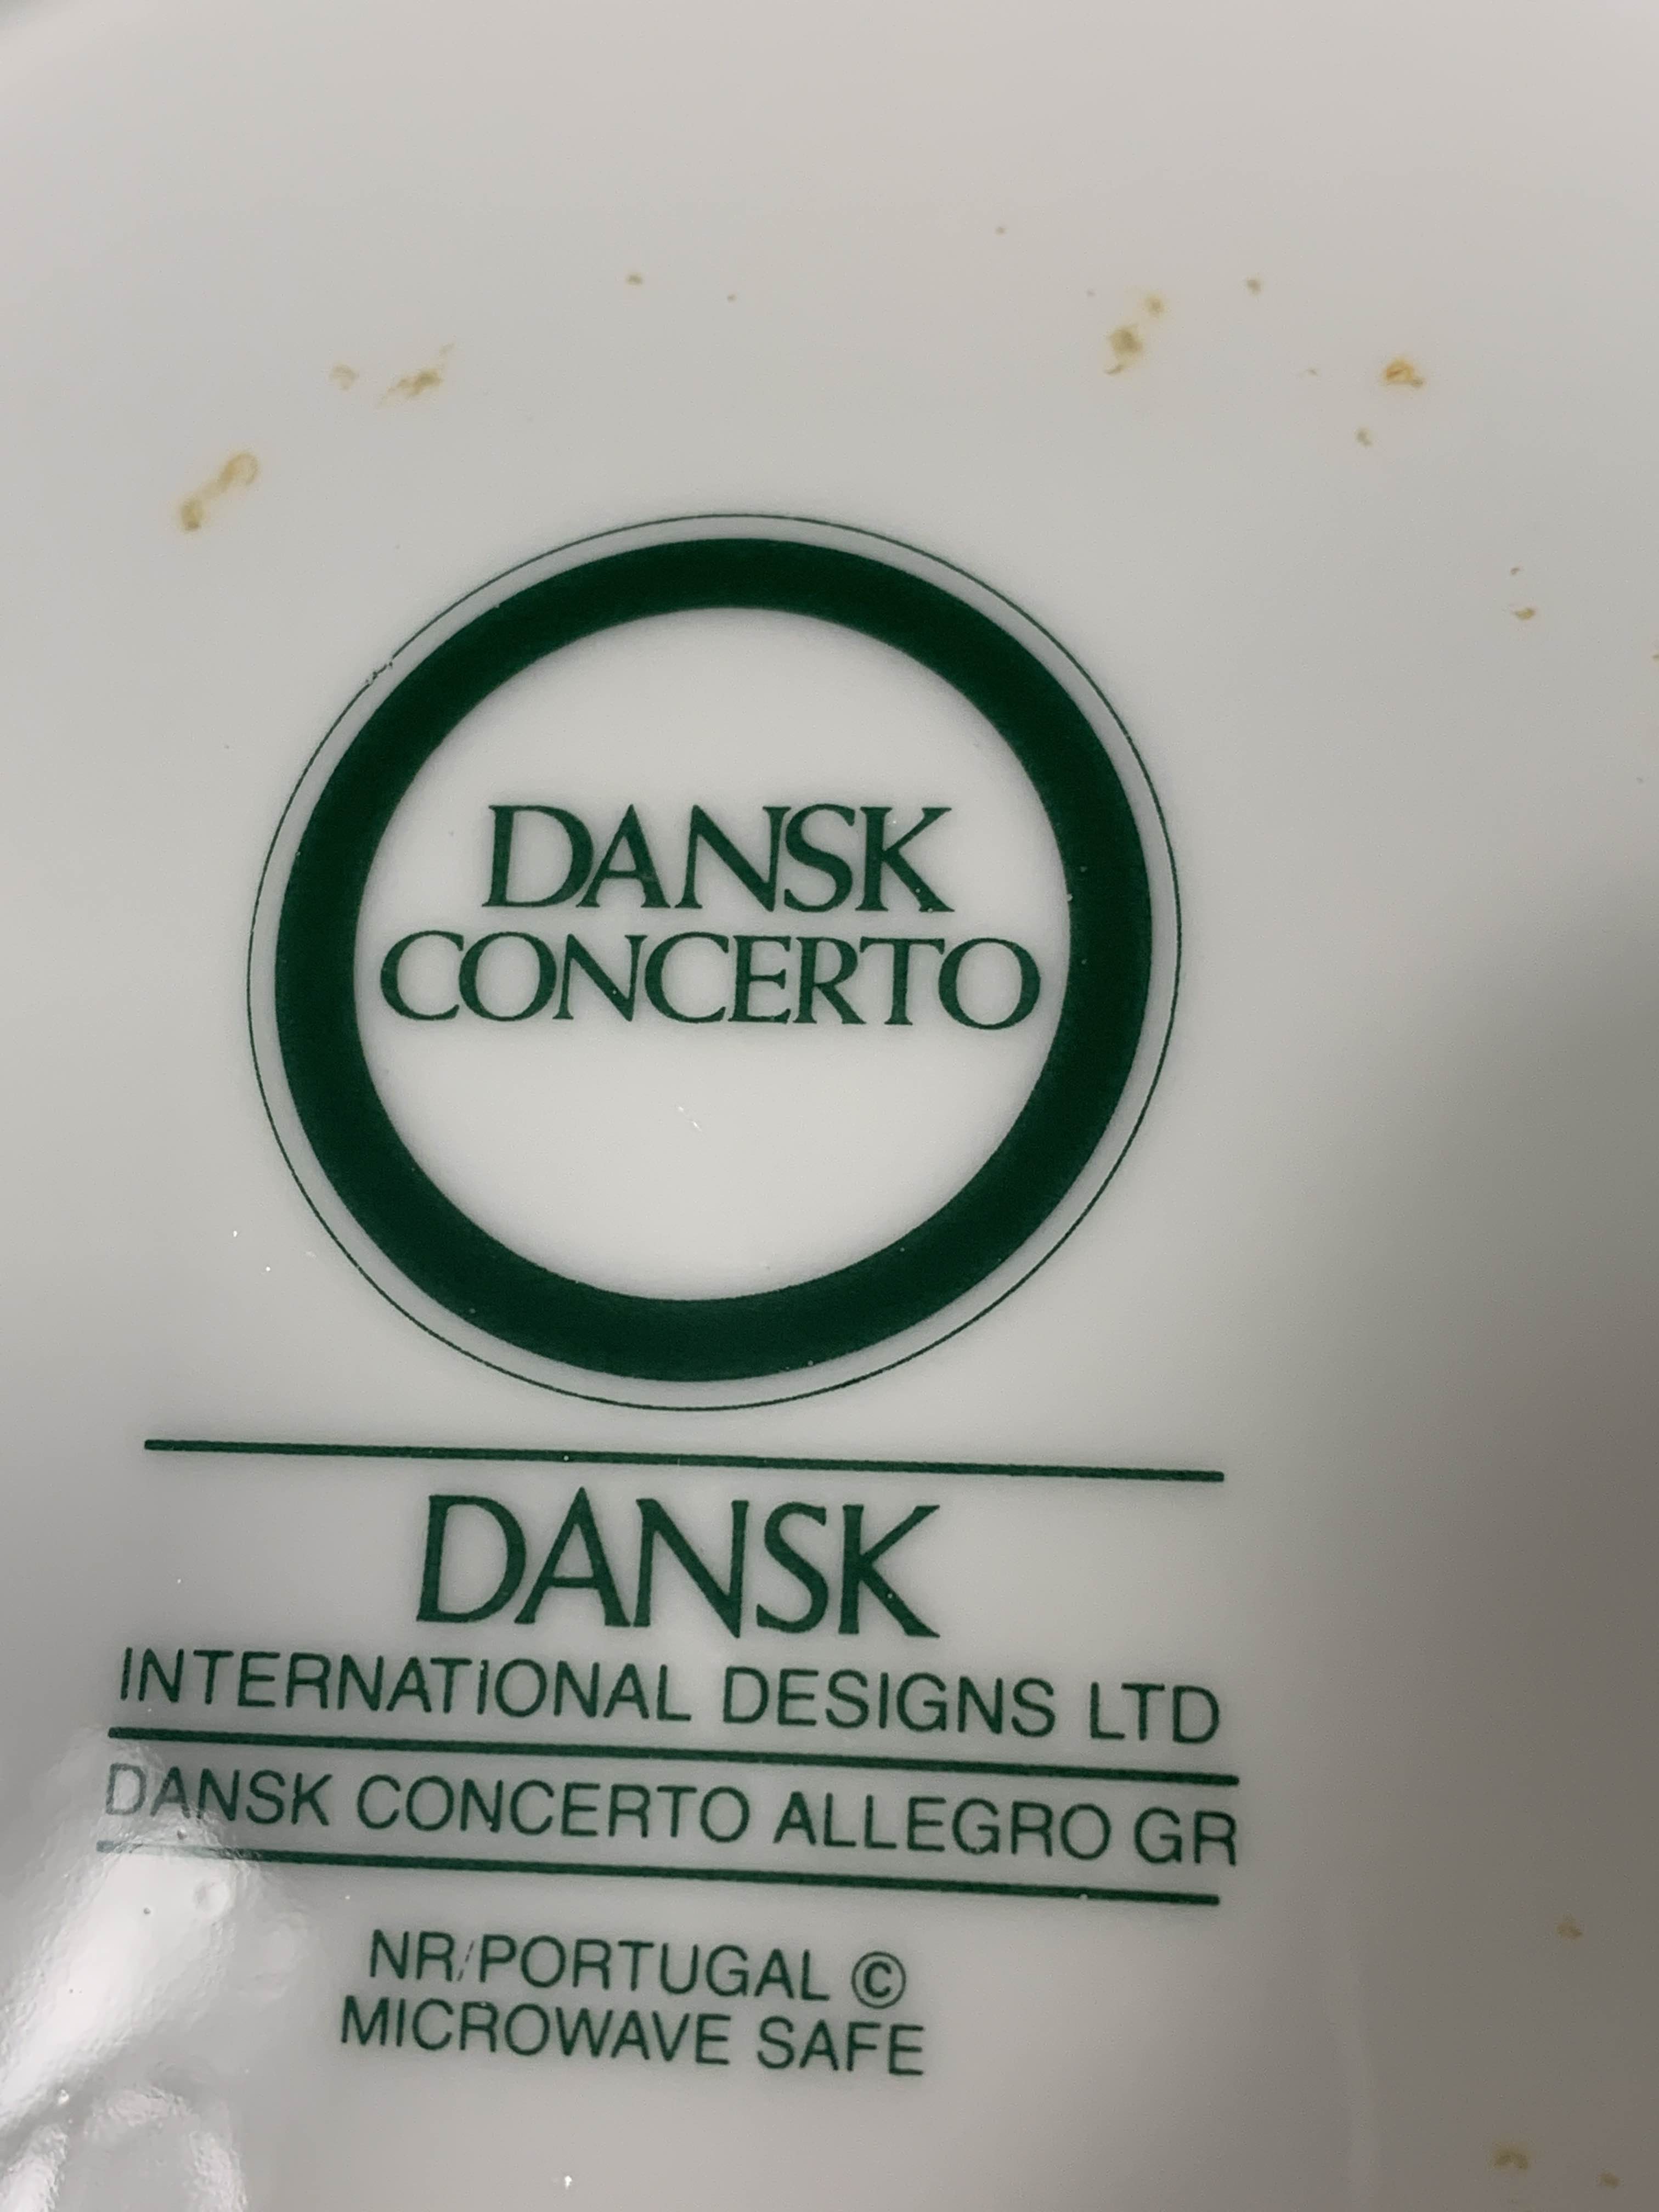 DANSK
CONCERTO
DANSK
INTERNATIONAL DESIGNS LTD
DANSK CONCERTO ALLEGRO GR
NR/PORTUGAL ©
MICROWAVE SAFE